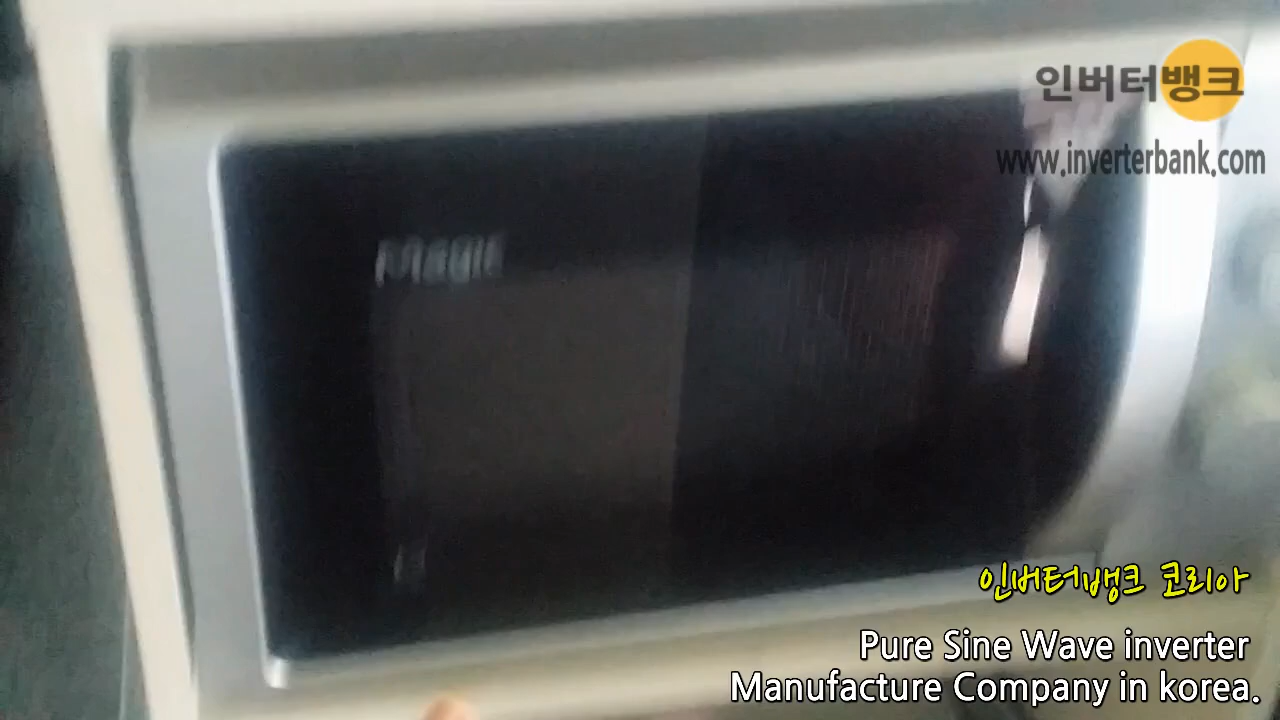 인버터뱅크
www.inverterbank.com
인버터뱅크 코리아
Pure Sine Wave inverter
Manufacture Company in korea.